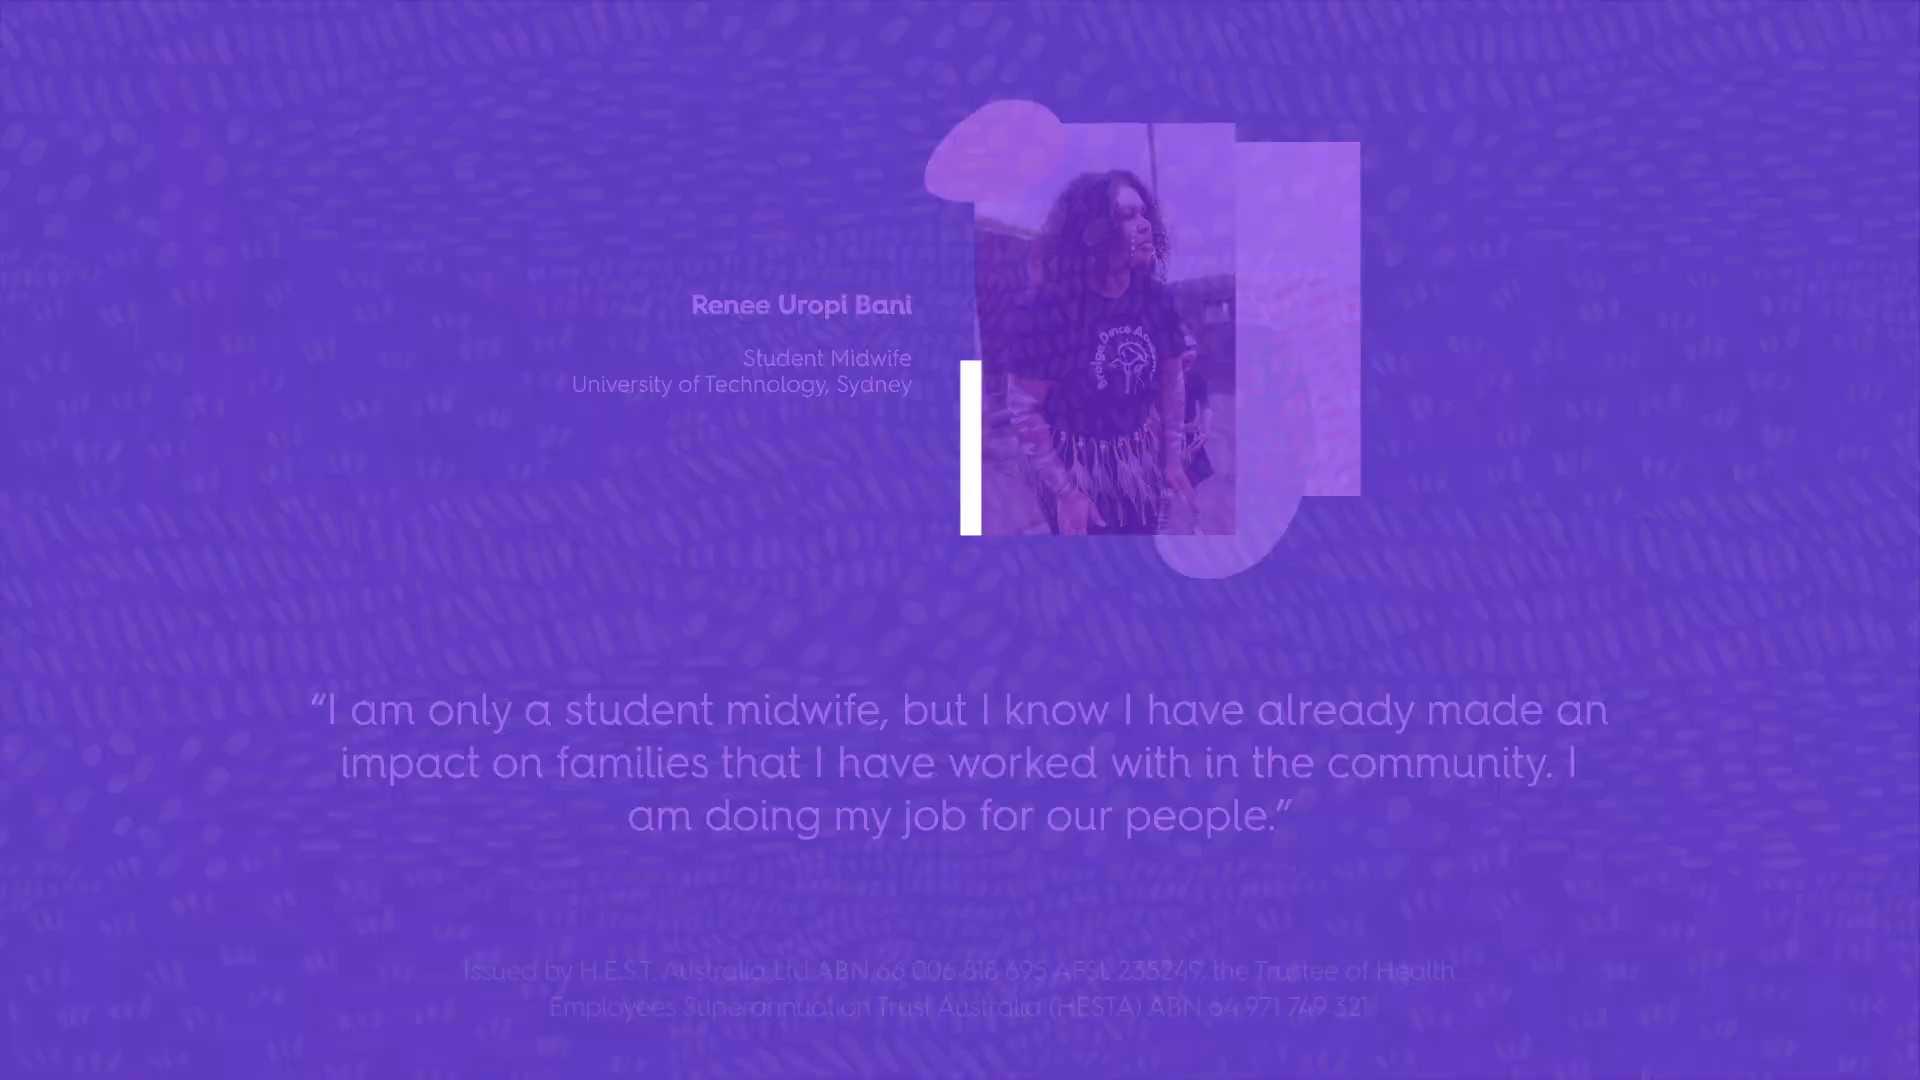 Renee Uropi Bani
Student Midwife
University of Technology, Sydney
Brolga Dance
“I am only a student midwife, but I know I have already made an
impact on families that I have worked with in the community. I
am doing my job for our people.”
Issued by H.E.S.T. Australia Ltd ABN 66 006 818 695 AFSL 235249, the Trustee of Health
Employees Superannuation Trust Australia (HESTA) ABN 64 971 749 321